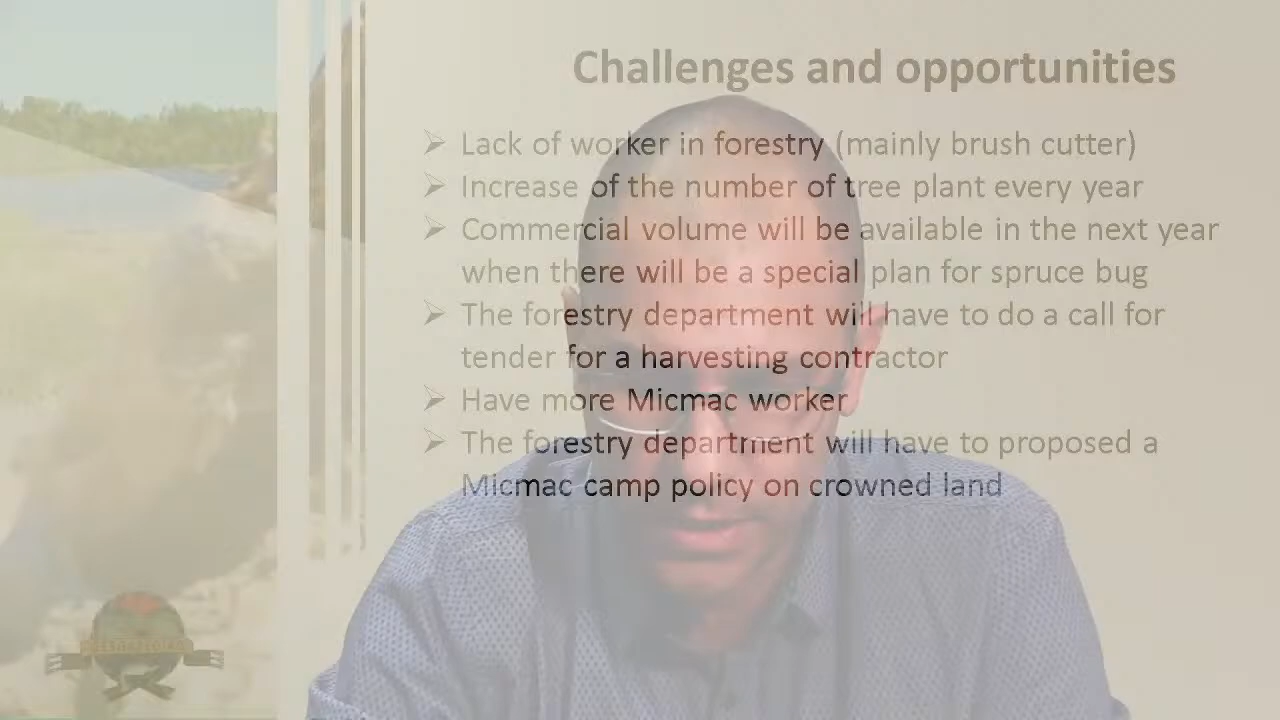 Challenges and opportunities
➢ Lack of worker in forestry (mainly brush cutter)
➢ Increase of the number of tree plant every year
➢ Commercial volume will be available in the next year
when there will be a special plan for spruce bug
➢ The forestry department will have to do a call for
tender for a harvesting contractor
➢ Have more Micmac worker
➢ The forestry department will have to proposed a
Micmac camp policy on crowned land